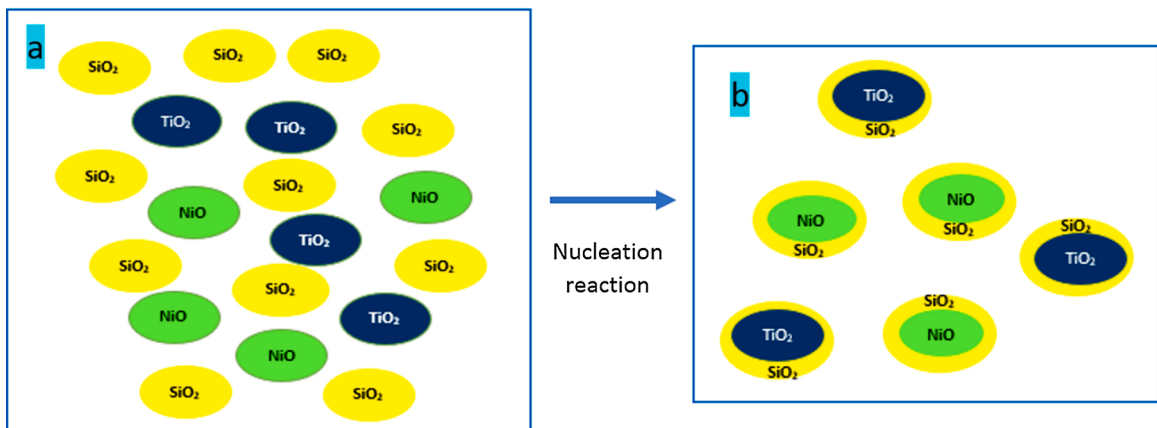 a
SiO₂
SiO₂
SiO₂
TiO₂
TiO₂
SiO₂
SiO₂
SiO₂
NiO
NiO
TiO₂
SiO₂
SiO₂
SiO₂
NiO
TiO₂
NiO
SiO₂
SiO₂
Nucleation
reaction
b
TiO₂
SiO₂
NiO
SiO₂
NiO
SiO₂
SiO₂
TiO₂
TiO₂
SiO₂
SiO₂
NiO